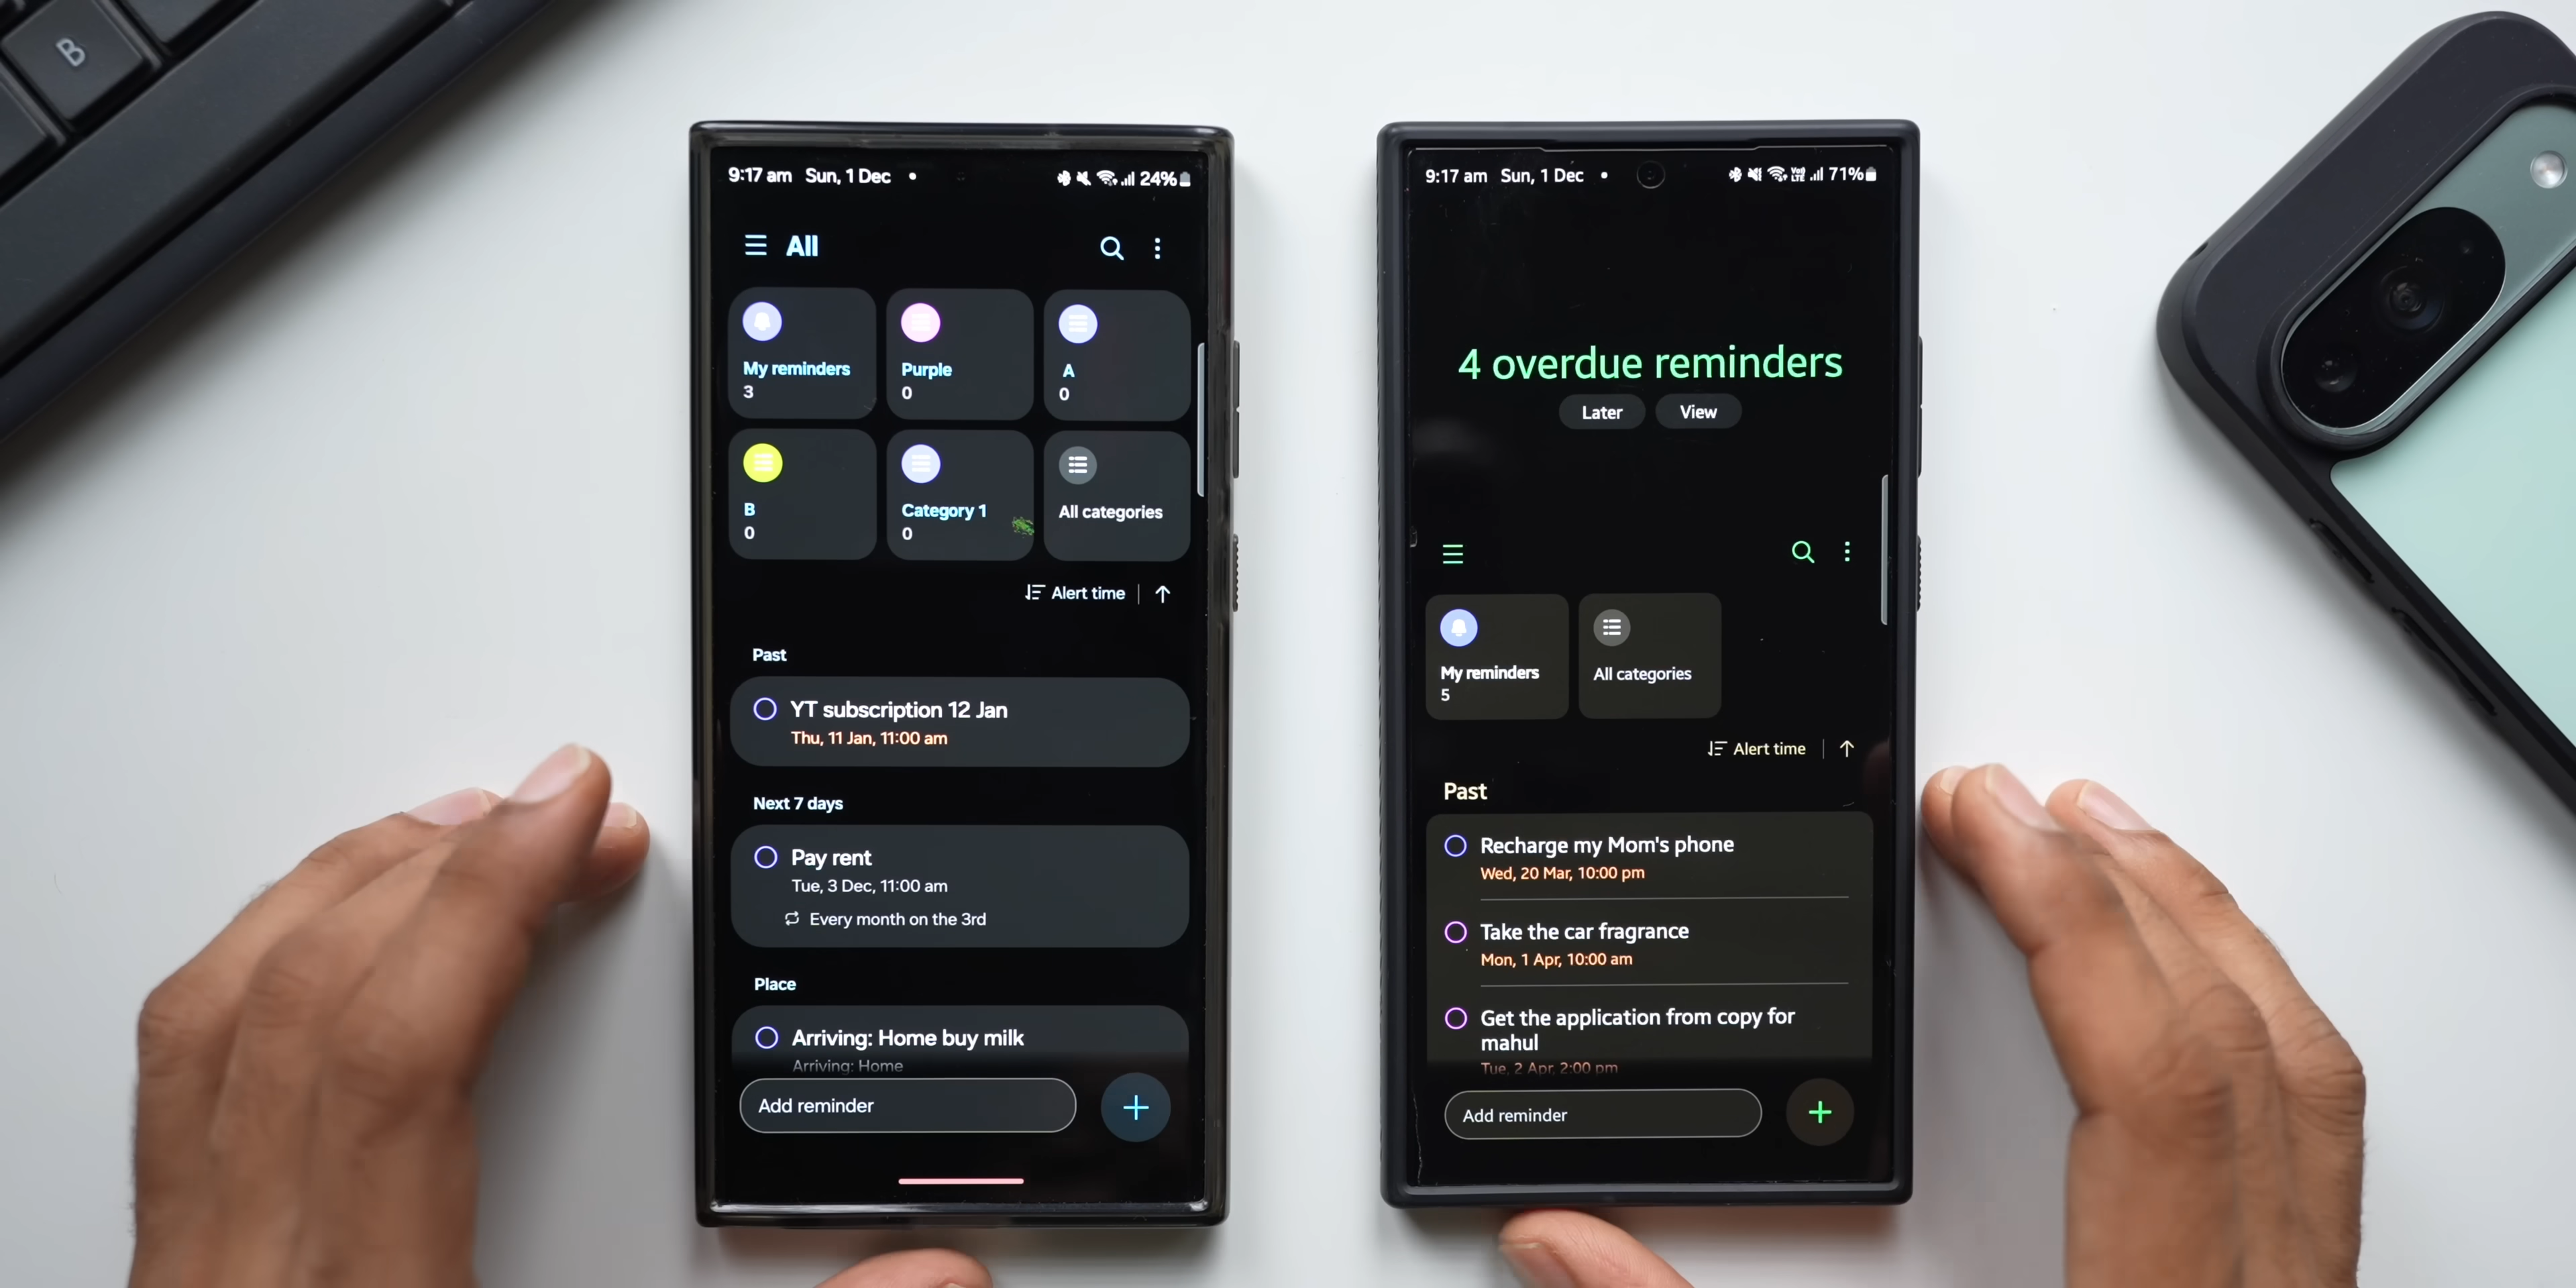 B
9:17 am Sun, 1 Dec
24%
All
My reminders
3
Purple
0
A
0
B
0
Category 1
0
All categories
Alert time
Past
YT subscription 12 Jan
Thu, 11 Jan, 11:00 am
Next 7 days
Pay rent
Tue, 3 Dec, 11:00 am
Every month on the 3rd
Place
Arriving: Home buy milk
Arriving: Home
Add reminder
9:17 am Sun, 1 Dec
71%
4 overdue reminders
Later View
My reminders
5
All categories
Alert time
Past
Recharge my Mom's phone
Wed, 20 Mar, 10:00 pm
Take the car fragrance
Mon, 1 Apr, 10:00 am
Get the application from copy for
mahul
Tue, 2 Apr, 2:00 pm
Add reminder